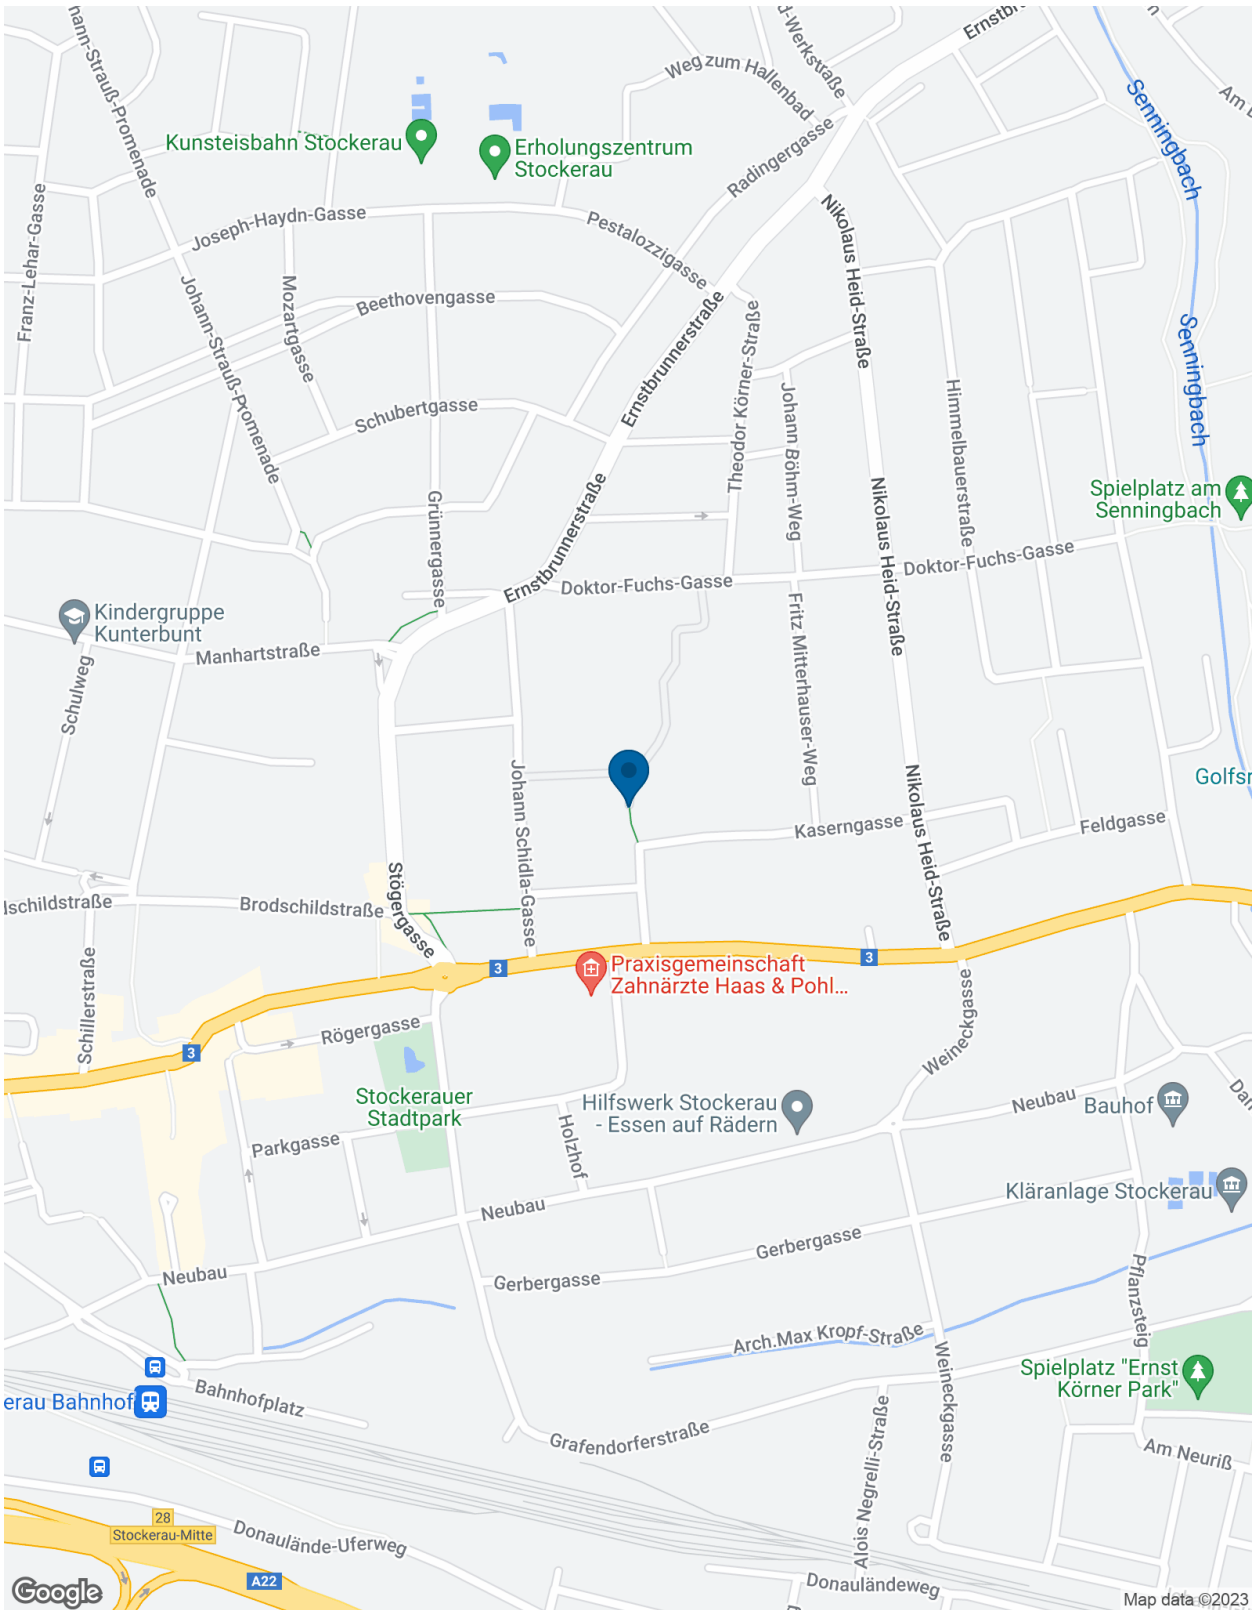 Ernstbr
hann-Strauß-Promenade
d-Werkstraße
Weg zum Hallenbad
Senningbach
Kunsteisbahn Stockerau
Erholungszentrum
Stockerau
Radingergasse
Franz-Lehar-Gasse
Joseph-Haydn-Gasse
Pestalozzigasse
Nikolaus Heid-Straße
Johann-Strauß-Promenade
Mozartgasse
Beethovengasse
Ernstbrunnerstraße
Theodor Körner-Straße
Senningbach
Schubertgasse
Johann Böhm-Weg
Himmelbauerstraße
Grünnergasse
Ernstbrunnerstraße
Nikolaus Heid-Straße
Spielplatz am
Senningbach
Doktor-Fuchs-Gasse
Doktor-Fuchs-Gasse
Kindergruppe
Kunterbunt
Manhartstraße
Schulweg
Fritz Mitterhauser-Weg
Johann Schidla-Gasse
Nikolaus Heid-Straße
Golfsr
Kaserngasse
Feldgasse
Stögergasse
lschildstraße
Brodschildstraße
Schillerstraße
3
3
3
Praxisgemeinschaft
Zahnärzte Haas & Pohl...
Rögergasse
Weineckgasse
Stockerauer
Stadtpark
Hilfswerk Stockerau
- Essen auf Rädern
Neubau
Bauhof
Parkgasse
Holzhof
Kläranlage Stockerau
Neubau
Gerbergasse
Neubau
Gerbergasse
Pflanzsteig
Arch.Max Kropf-Straße
Weineckgasse
Spielplatz "Ernst
Körner Park"
erau Bahnhof
Bahnhofplatz
Grafendorferstraße
Alois Negrelli-Straße
Am Neuriß
28
Stockerau-Mitte
Donaulände-Uferweg
A22
Donauländeweg
Google
Map data ©2023